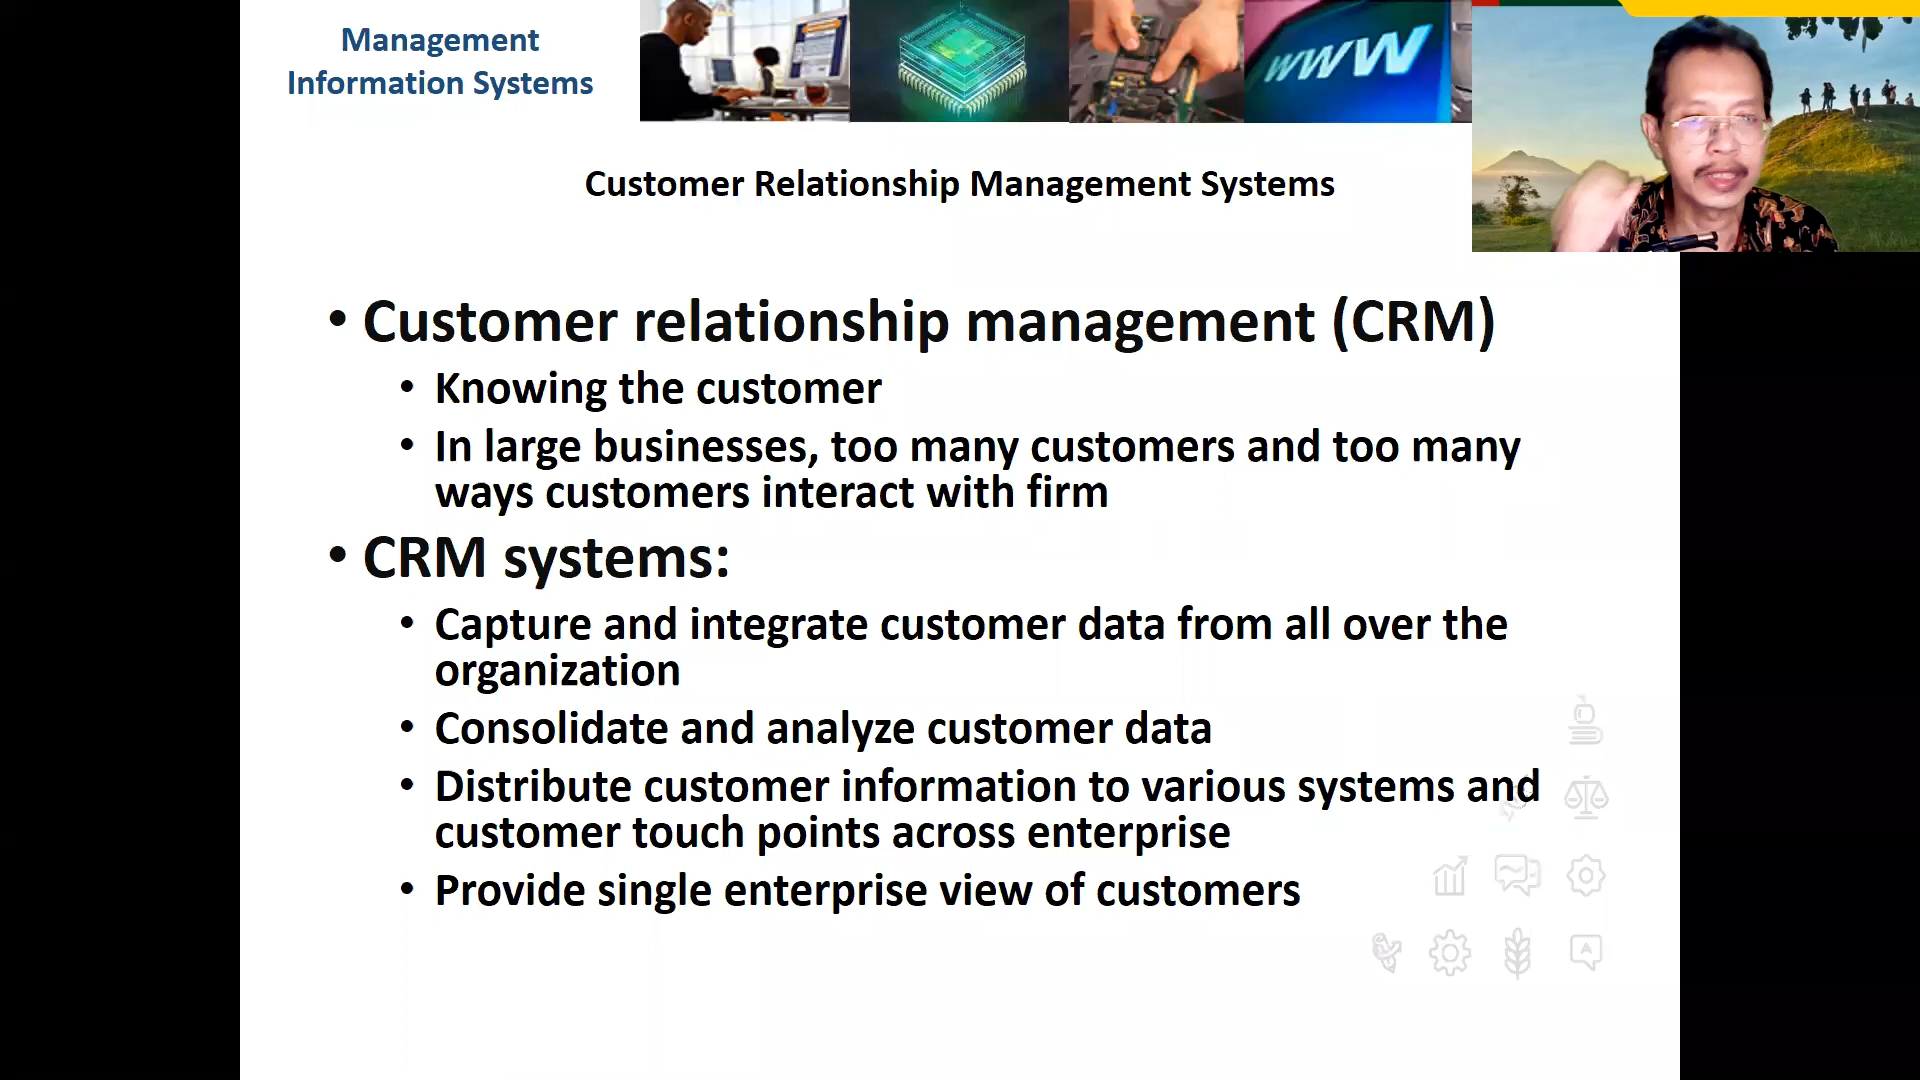 Management
Information Systems
WWW
Customer Relationship Management Systems
• Customer relationship management (CRM)
• Knowing the customer
• In large businesses, too many customers and too many
ways customers interact with firm
• CRM systems:
• Capture and integrate customer data from all over the
organization
• Consolidate and analyze customer data
• Distribute customer information to various systems and
customer touch points across enterprise
• Provide single enterprise view of customers
A